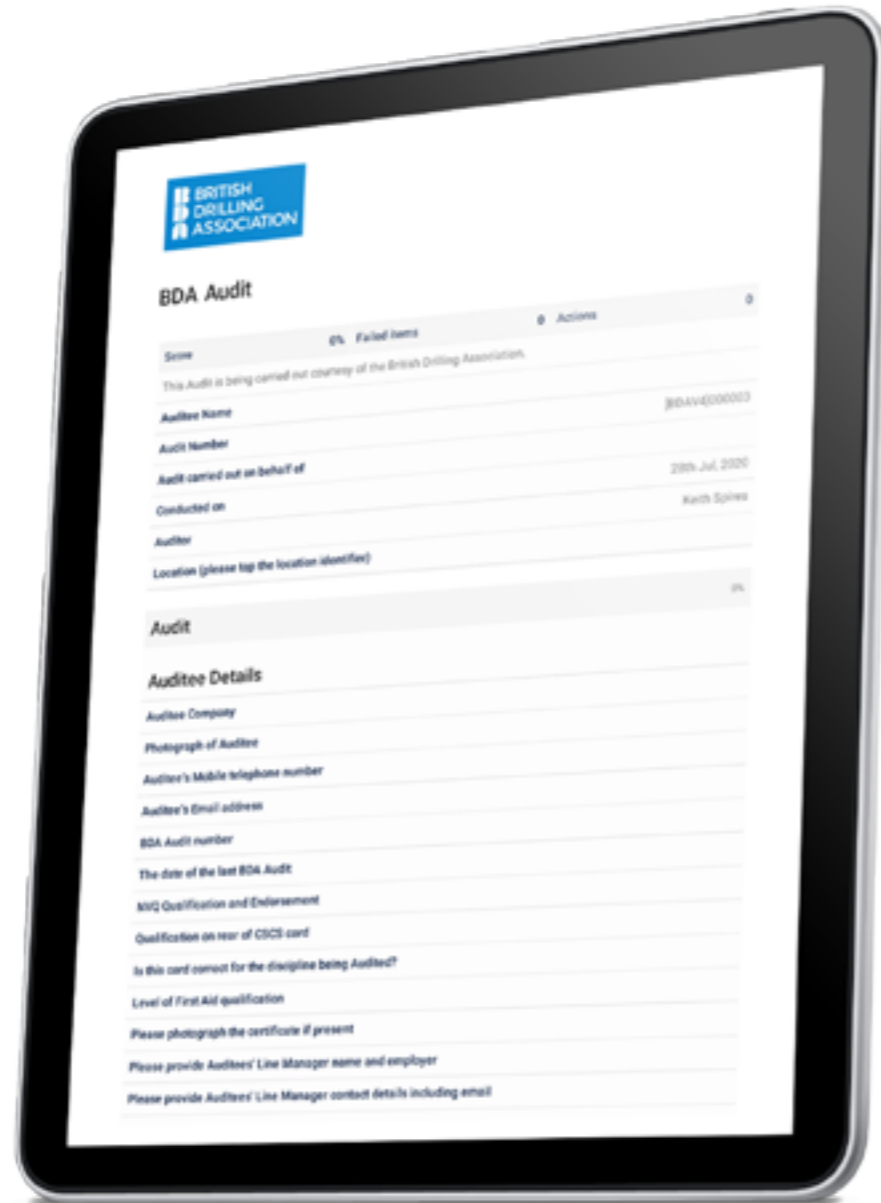 BRITISH
DRILLING
ASSOCIATION
BDA Audit
Score 0% Failed items 0 Actions 0
This Audit is being carried out courtesy of the British Drilling Association.
Auditee Name
Audit Number [BDAV4]000003
Audit carried out on behalf of
Conducted on 28th Jul, 2020
Auditor Keith Spires
Location (please tap the location identifier)
Audit 0%
Auditee Details
Auditee Company
Photograph of Auditee
Auditee's Mobile telephone number
Auditee's Email address
BDA Audit number
The date of the last BDA Audit
NVQ Qualification and Endorsement
Qualification on rear of CSCS card
Is this card correct for the discipline being Audited?
Level of First Aid qualification
Please photograph the certificate if present
Please provide Auditees' Line Manager name and employer
Please provide Auditees' Line Manager contact details including email